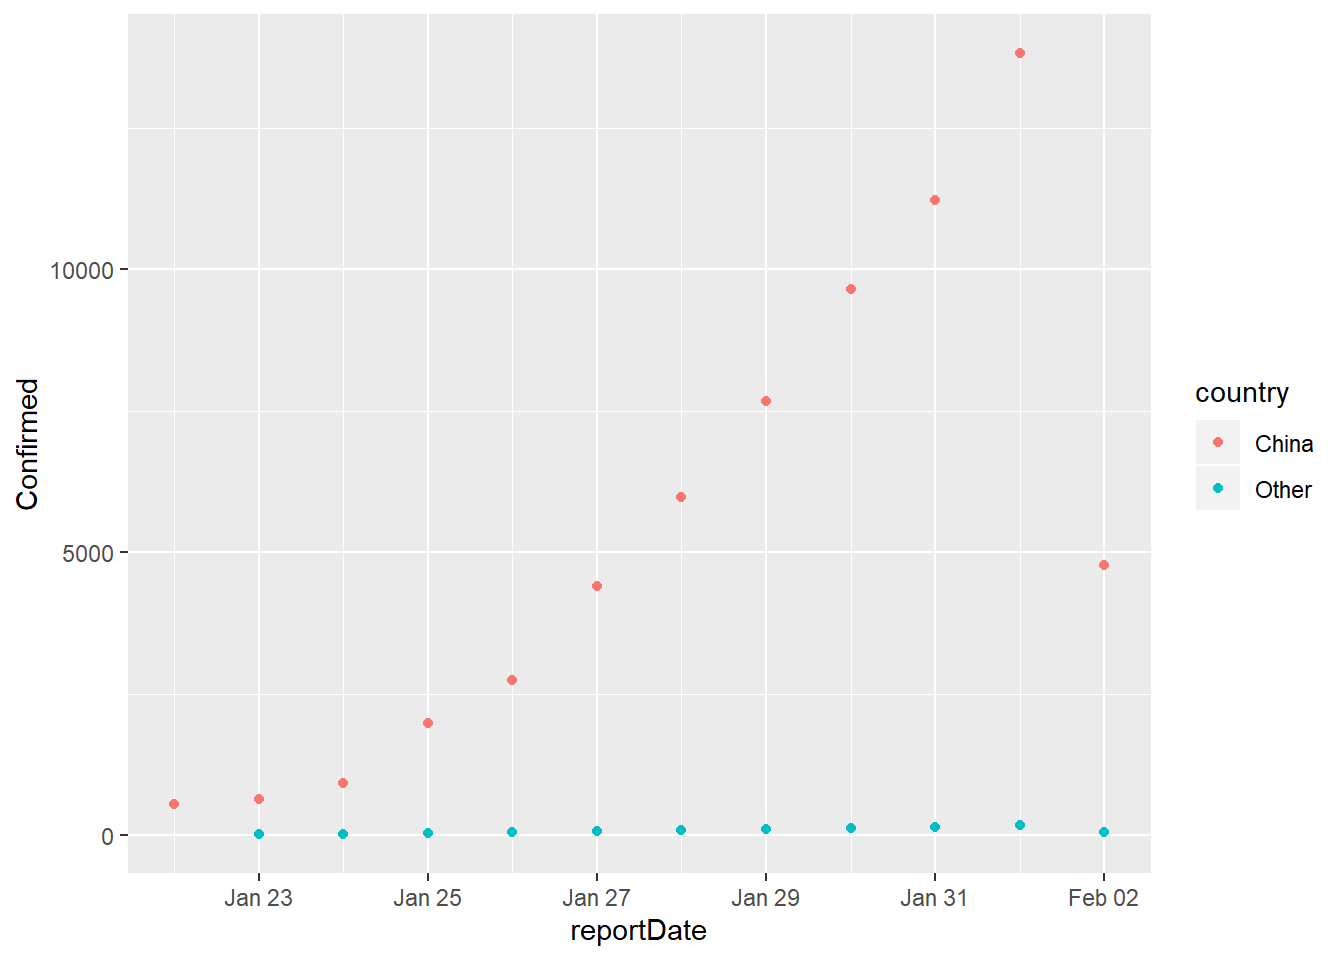 Confirmed
10000
5000
0
Jan 23
Jan 25
Jan 27
Jan 29
Jan 31
Feb 02
reportDate
country
China
Other